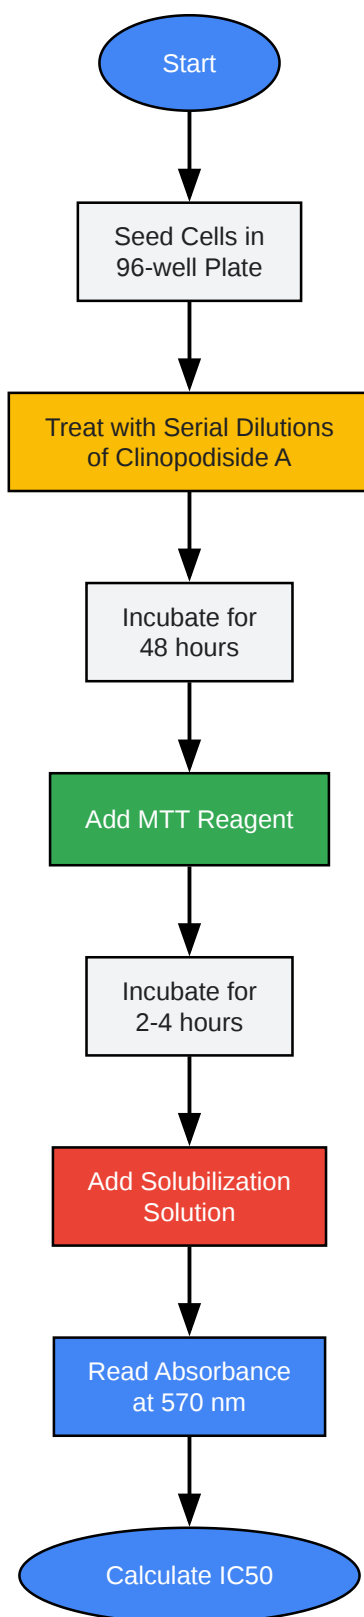 Start
Seed Cells in
96-well Plate
Treat with Serial Dilutions
of Clinopodiside A
Incubate for
48 hours
Add MTT Reagent
Incubate for
2-4 hours
Add Solubilization
Solution
Read Absorbance
at 570 nm
Calculate IC50